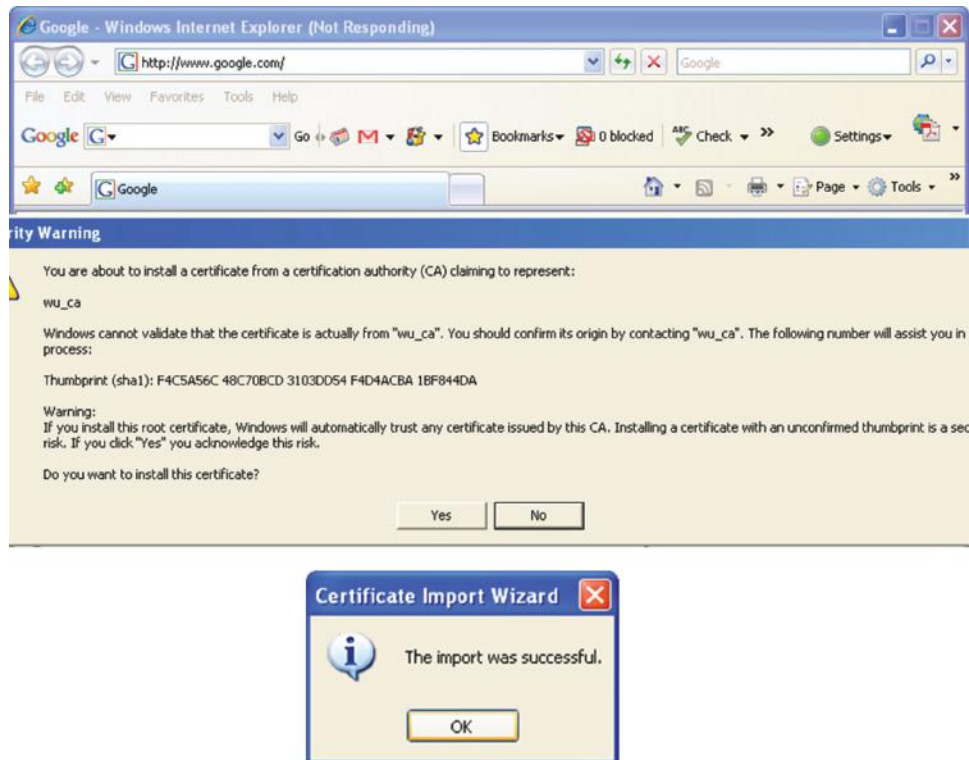 Google - Windows Internet Explorer (Not Responding)
http://www.google.com/
Google
File Edit View Favorites Tools Help
Google G Go Bookmarks 0 blocked ABC Check » Settings
Google Page Tools »
rity Warning
You are about to install a certificate from a certification authority (CA) claiming to represent:
wu_ca
Windows cannot validate that the certificate is actually from "wu_ca". You should confirm its origin by contacting "wu_ca". The following number will assist you in
process:
Thumbprint (sha1): F4C5A56C 48C70BCD 3103DD54 F4D4ACBA 1BF844DA
Warning:
If you install this root certificate, Windows will automatically trust any certificate issued by this CA. Installing a certificate with an unconfirmed thumbprint is a sec
risk. If you click "Yes" you acknowledge this risk.
Do you want to install this certificate?
Yes No
Certificate Import Wizard
The import was successful.
OK